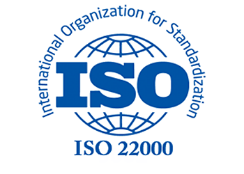 International Organization for Standardization
ISO
ISO 22000